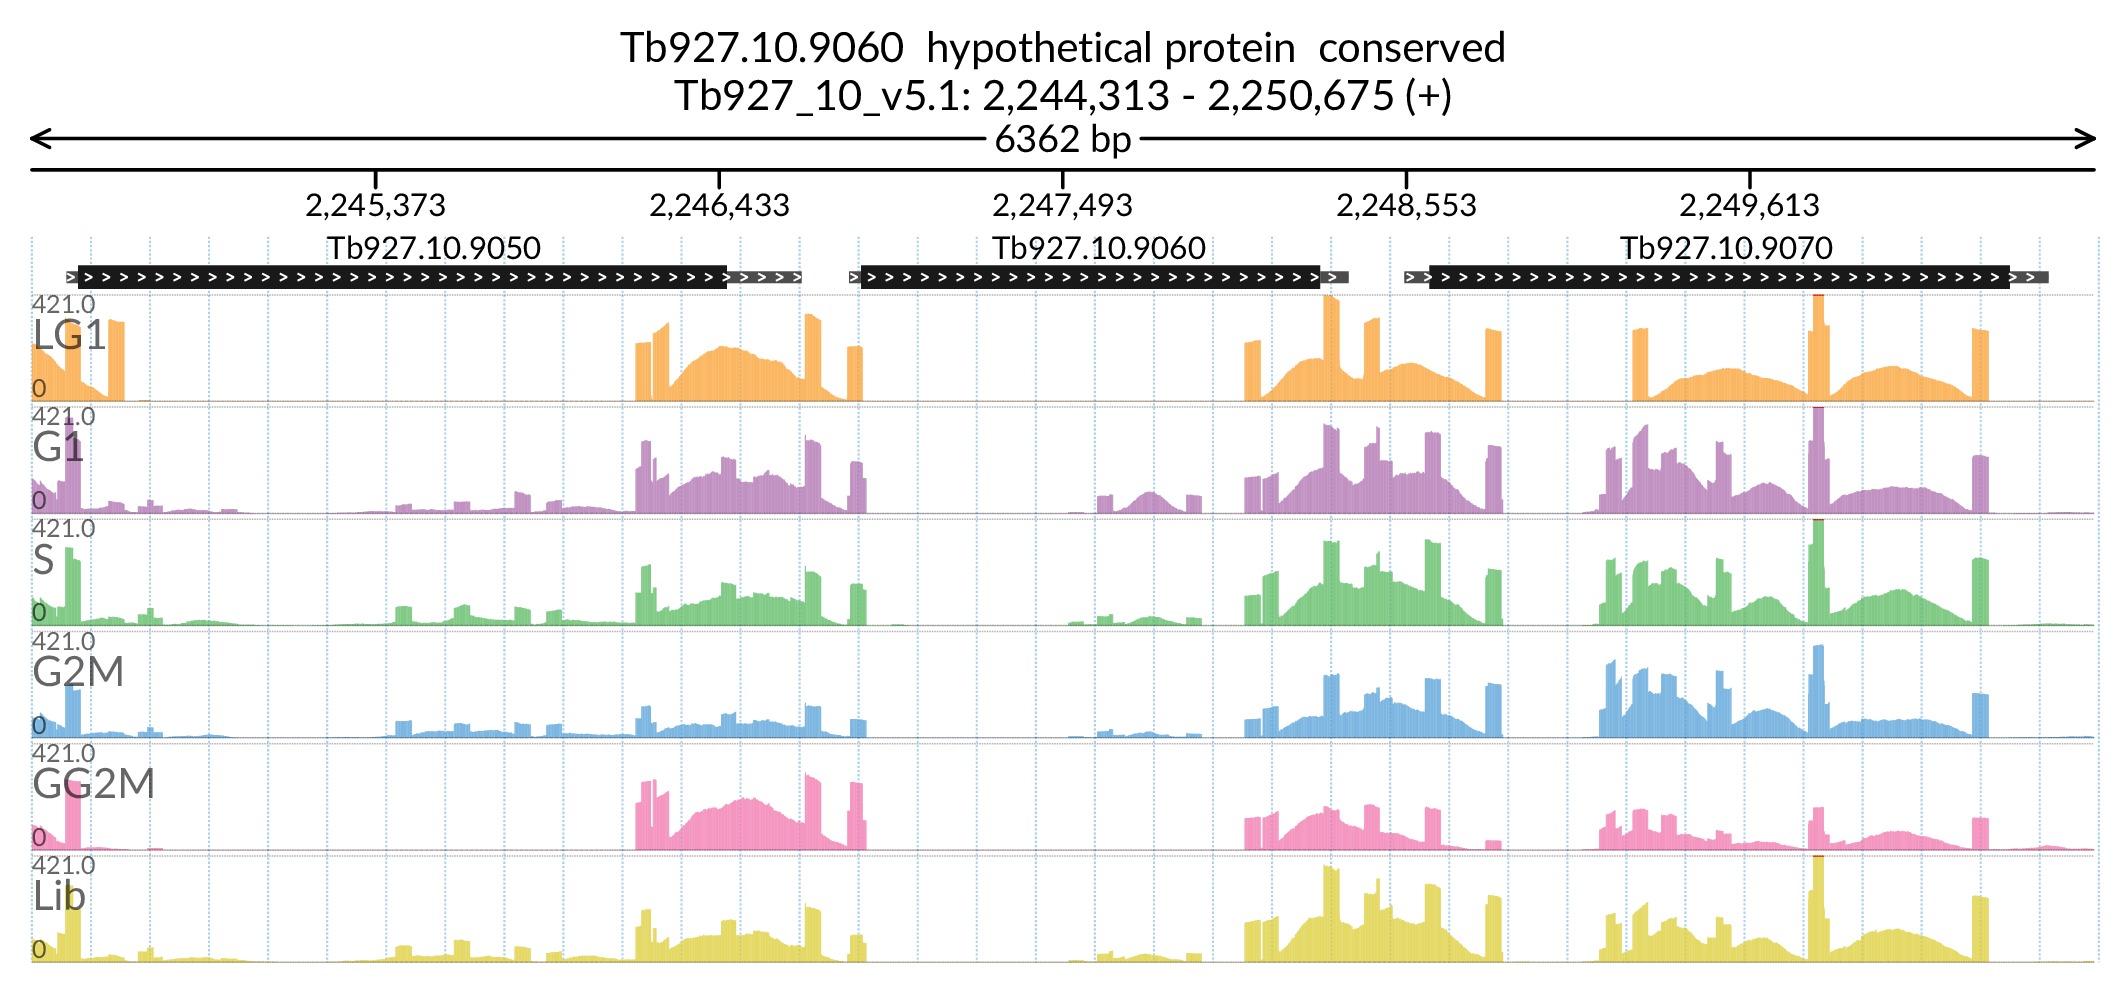 Tb927.10.9060 hypothetical protein conserved
Tb927_10_v5.1: 2,244,313 - 2,250,675 (+)
6362 bp
2,245,373 2,246,433 2,247,493 2,248,553 2,249,613
Tb927.10.9050 Tb927.10.9060 Tb927.10.9070
421.0
LG1
0
421.0
G1
0
421.0
S
0
421.0
G2M
0
421.0
GG2M
0
421.0
Lib
0